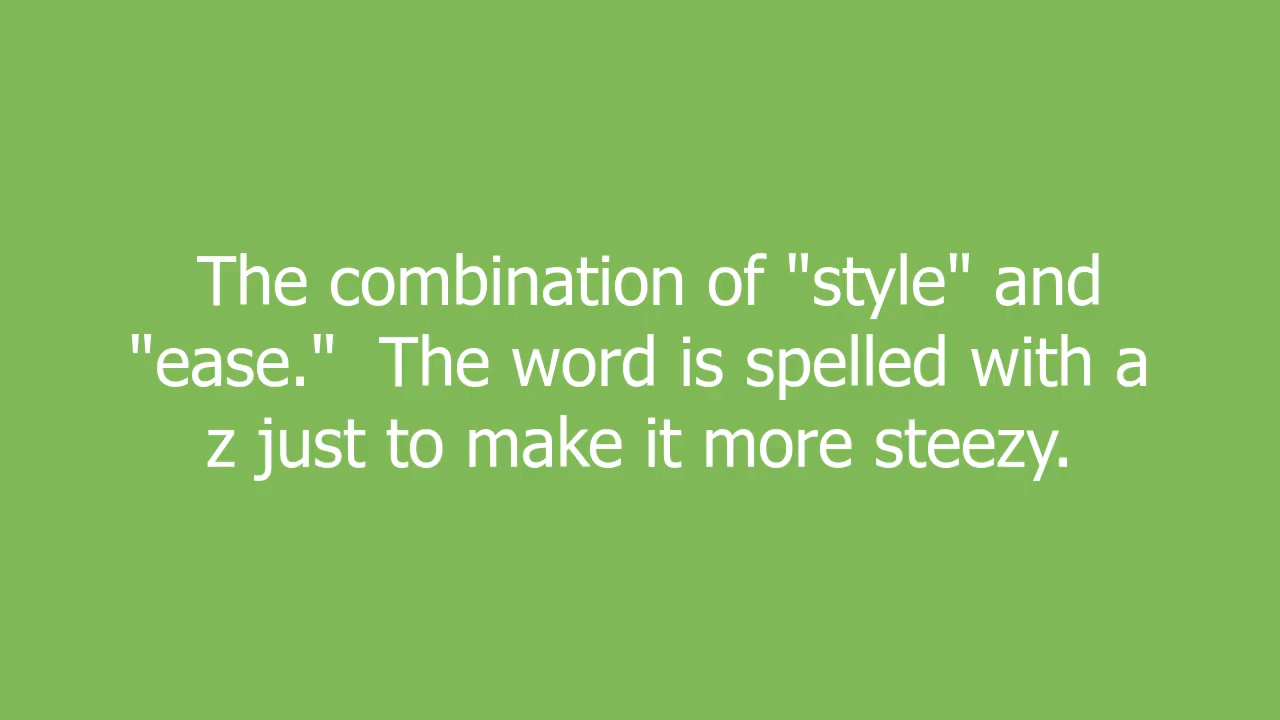 The combination of "style" and
"ease."  The word is spelled with a
z just to make it more steezy.